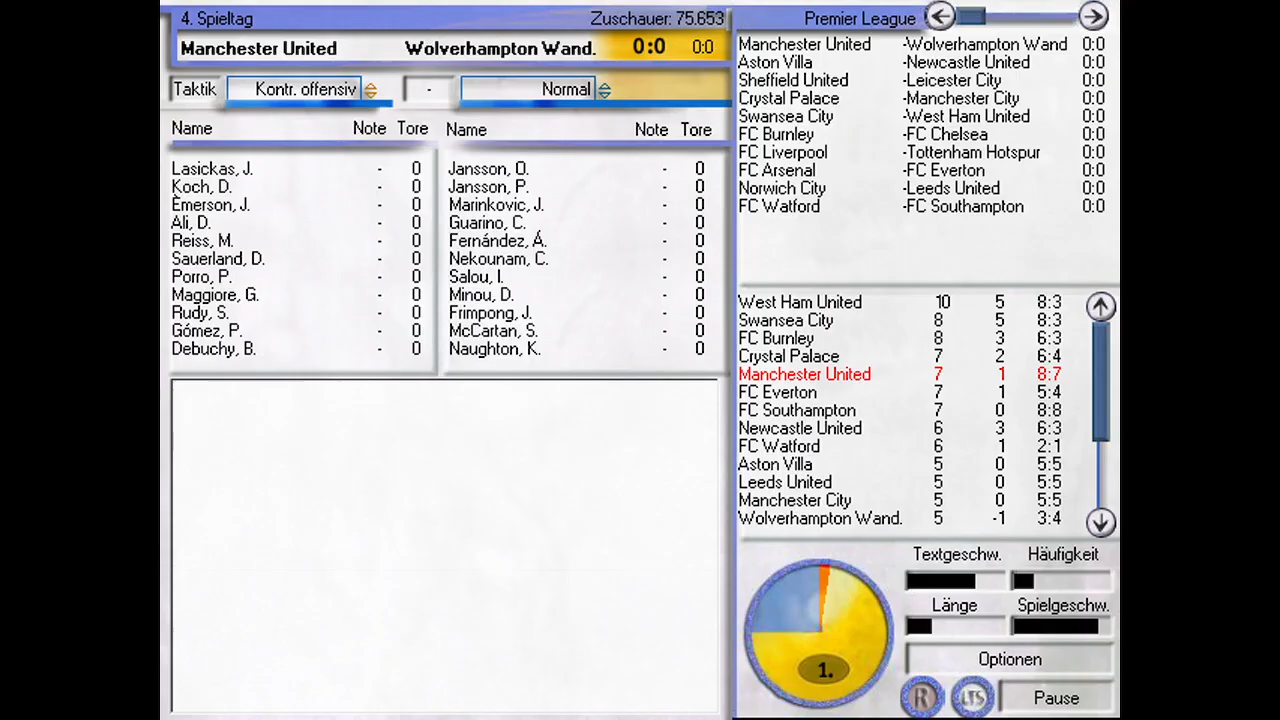 4. Spieltag Zuschauer: 75.653
Manchester United Wolverhampton Wand. 0:0 0:0
Taktik Kontr. offensiv - Normal
Name Note Tore Name Note Tore
Lasickas, J. - 0 Jansson, O. - 0
Koch, D. - 0 Jansson, P. - 0
Èmerson, J. - 0 Marinkovic, J. - 0
Ali, D. - 0 Guarino, C. - 0
Reiss, M. - 0 Fernández, Á. - 0
Sauerland, D. - 0 Nekounam, C. - 0
Porro, P. - 0 Salou, I. - 0
Maggiore, G. - 0 Minou, D. - 0
Rudy, S. - 0 Frimpong, J. - 0
Gómez, P. - 0 McCartan, S. - 0
Debuchy, B. - 0 Naughton, K. - 0
Premier League
Manchester United -Wolverhampton Wand 0:0
Aston Villa -Newcastle United 0:0
Sheffield United -Leicester City 0:0
Crystal Palace -Manchester City 0:0
Swansea City -West Ham United 0:0
FC Burnley -FC Chelsea 0:0
FC Liverpool -Tottenham Hotspur 0:0
FC Arsenal -FC Everton 0:0
Norwich City -Leeds United 0:0
FC Watford -FC Southampton 0:0
West Ham United 10 5 8:3
Swansea City 8 5 8:3
FC Burnley 8 3 6:3
Crystal Palace 7 2 6:4
Manchester United 7 1 8:7
FC Everton 7 1 5:4
FC Southampton 7 0 8:8
Newcastle United 6 3 6:3
FC Watford 6 1 2:1
Aston Villa 5 0 5:5
Leeds United 5 0 5:5
Manchester City 5 0 5:5
Wolverhampton Wand. 5 -1 3:4
Textgeschw. Häufigkeit
Länge Spielgeschw.
1.
Optionen
R LTS Pause